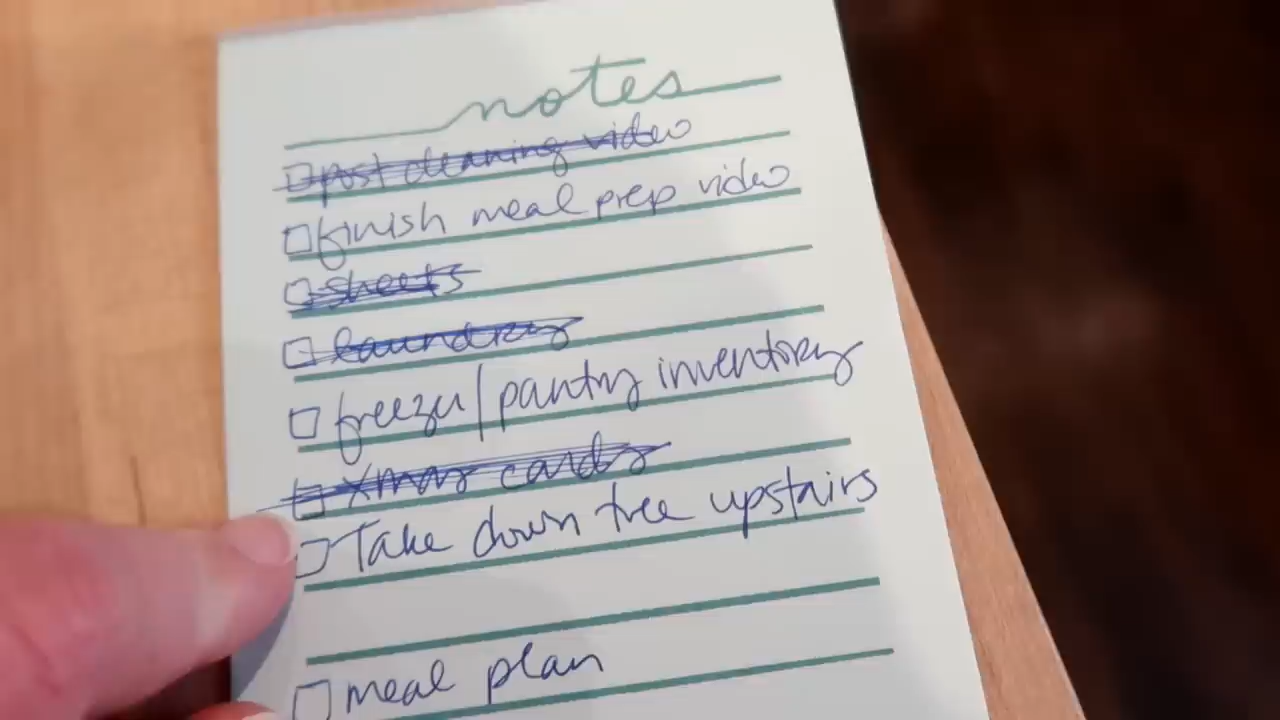 notes
post cleaning video
finish meal prep video
sheets
laundry
freezer/pantry inventory
xmas cards
Take down tree upstairs
meal plan